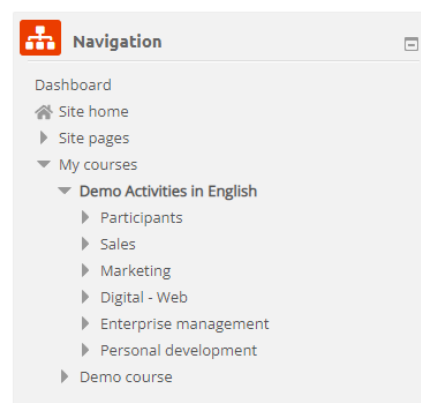 Navigation
Dashboard
Site home
Site pages
My courses
Demo Activities in English
Participants
Sales
Marketing
Digital - Web
Enterprise management
Personal development
Demo course